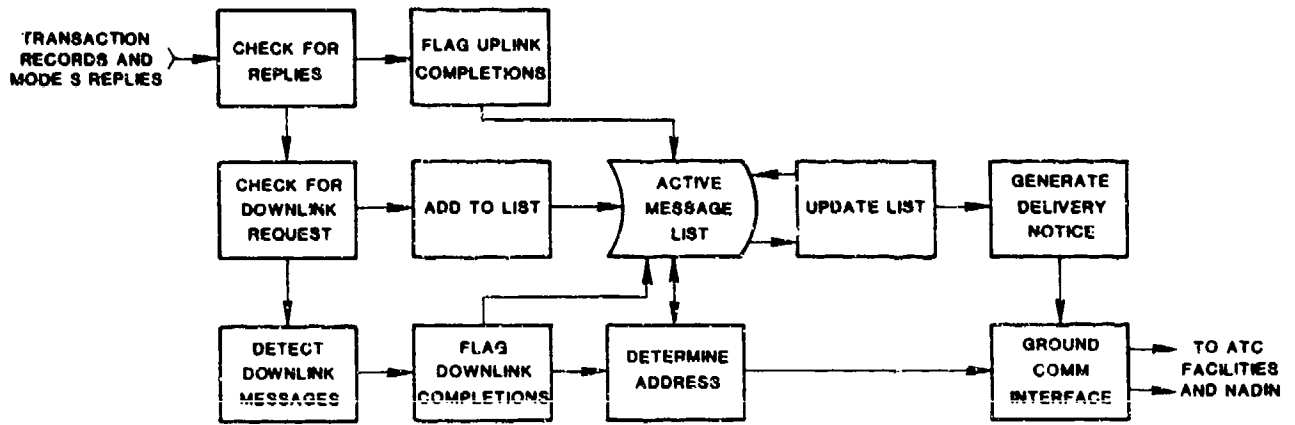 TRANSACTION
RECORDS AND
MODE S REPLIES
CHECK FOR
REPLIES
FLAG UPLINK
COMPLETIONS
CHECK FOR
DOWNLINK
REQUEST
ADD TO LIST
ACTIVE
MESSAGE
LIST
UPDATE LIST
GENERATE
DELIVERY
NOTICE
DETECT
DOWNLINK
MESSAGES
FLAG
DOWNLINK
COMPLETIONS
DETERMINE
ADDRESS
GROUND
COMM
INTERFACE
TO ATC
FACILITIES
AND NADIN